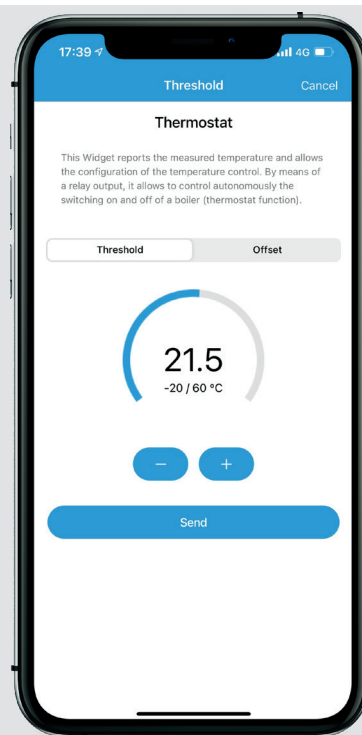 17:39 4G
Threshold Cancel
Thermostat
This Widget reports the measured temperature and allows
the configuration of the temperature control. By means of
a relay output, it allows to control autonomously the
switching on and off of a boiler (thermostat function).
Threshold Offset
21.5
-20 / 60 °C
− +
Send